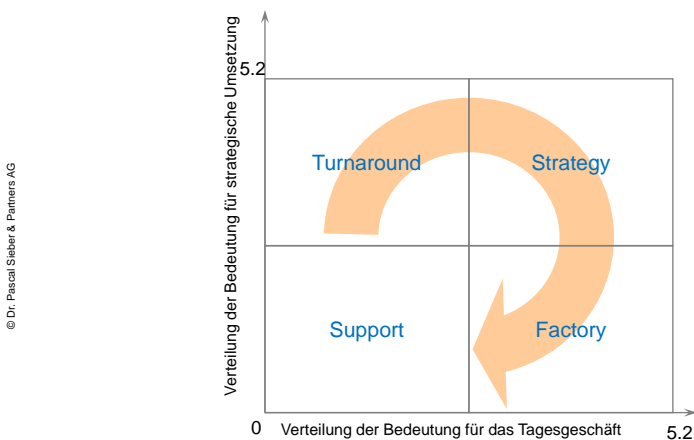 © Dr. Pascal Sieber & Partners AG
Verteilung der Bedeutung für strategische Umsetzung
5.2
Turnaround
Strategy
Support
Factory
0
Verteilung der Bedeutung für das Tagesgeschäft
5.2